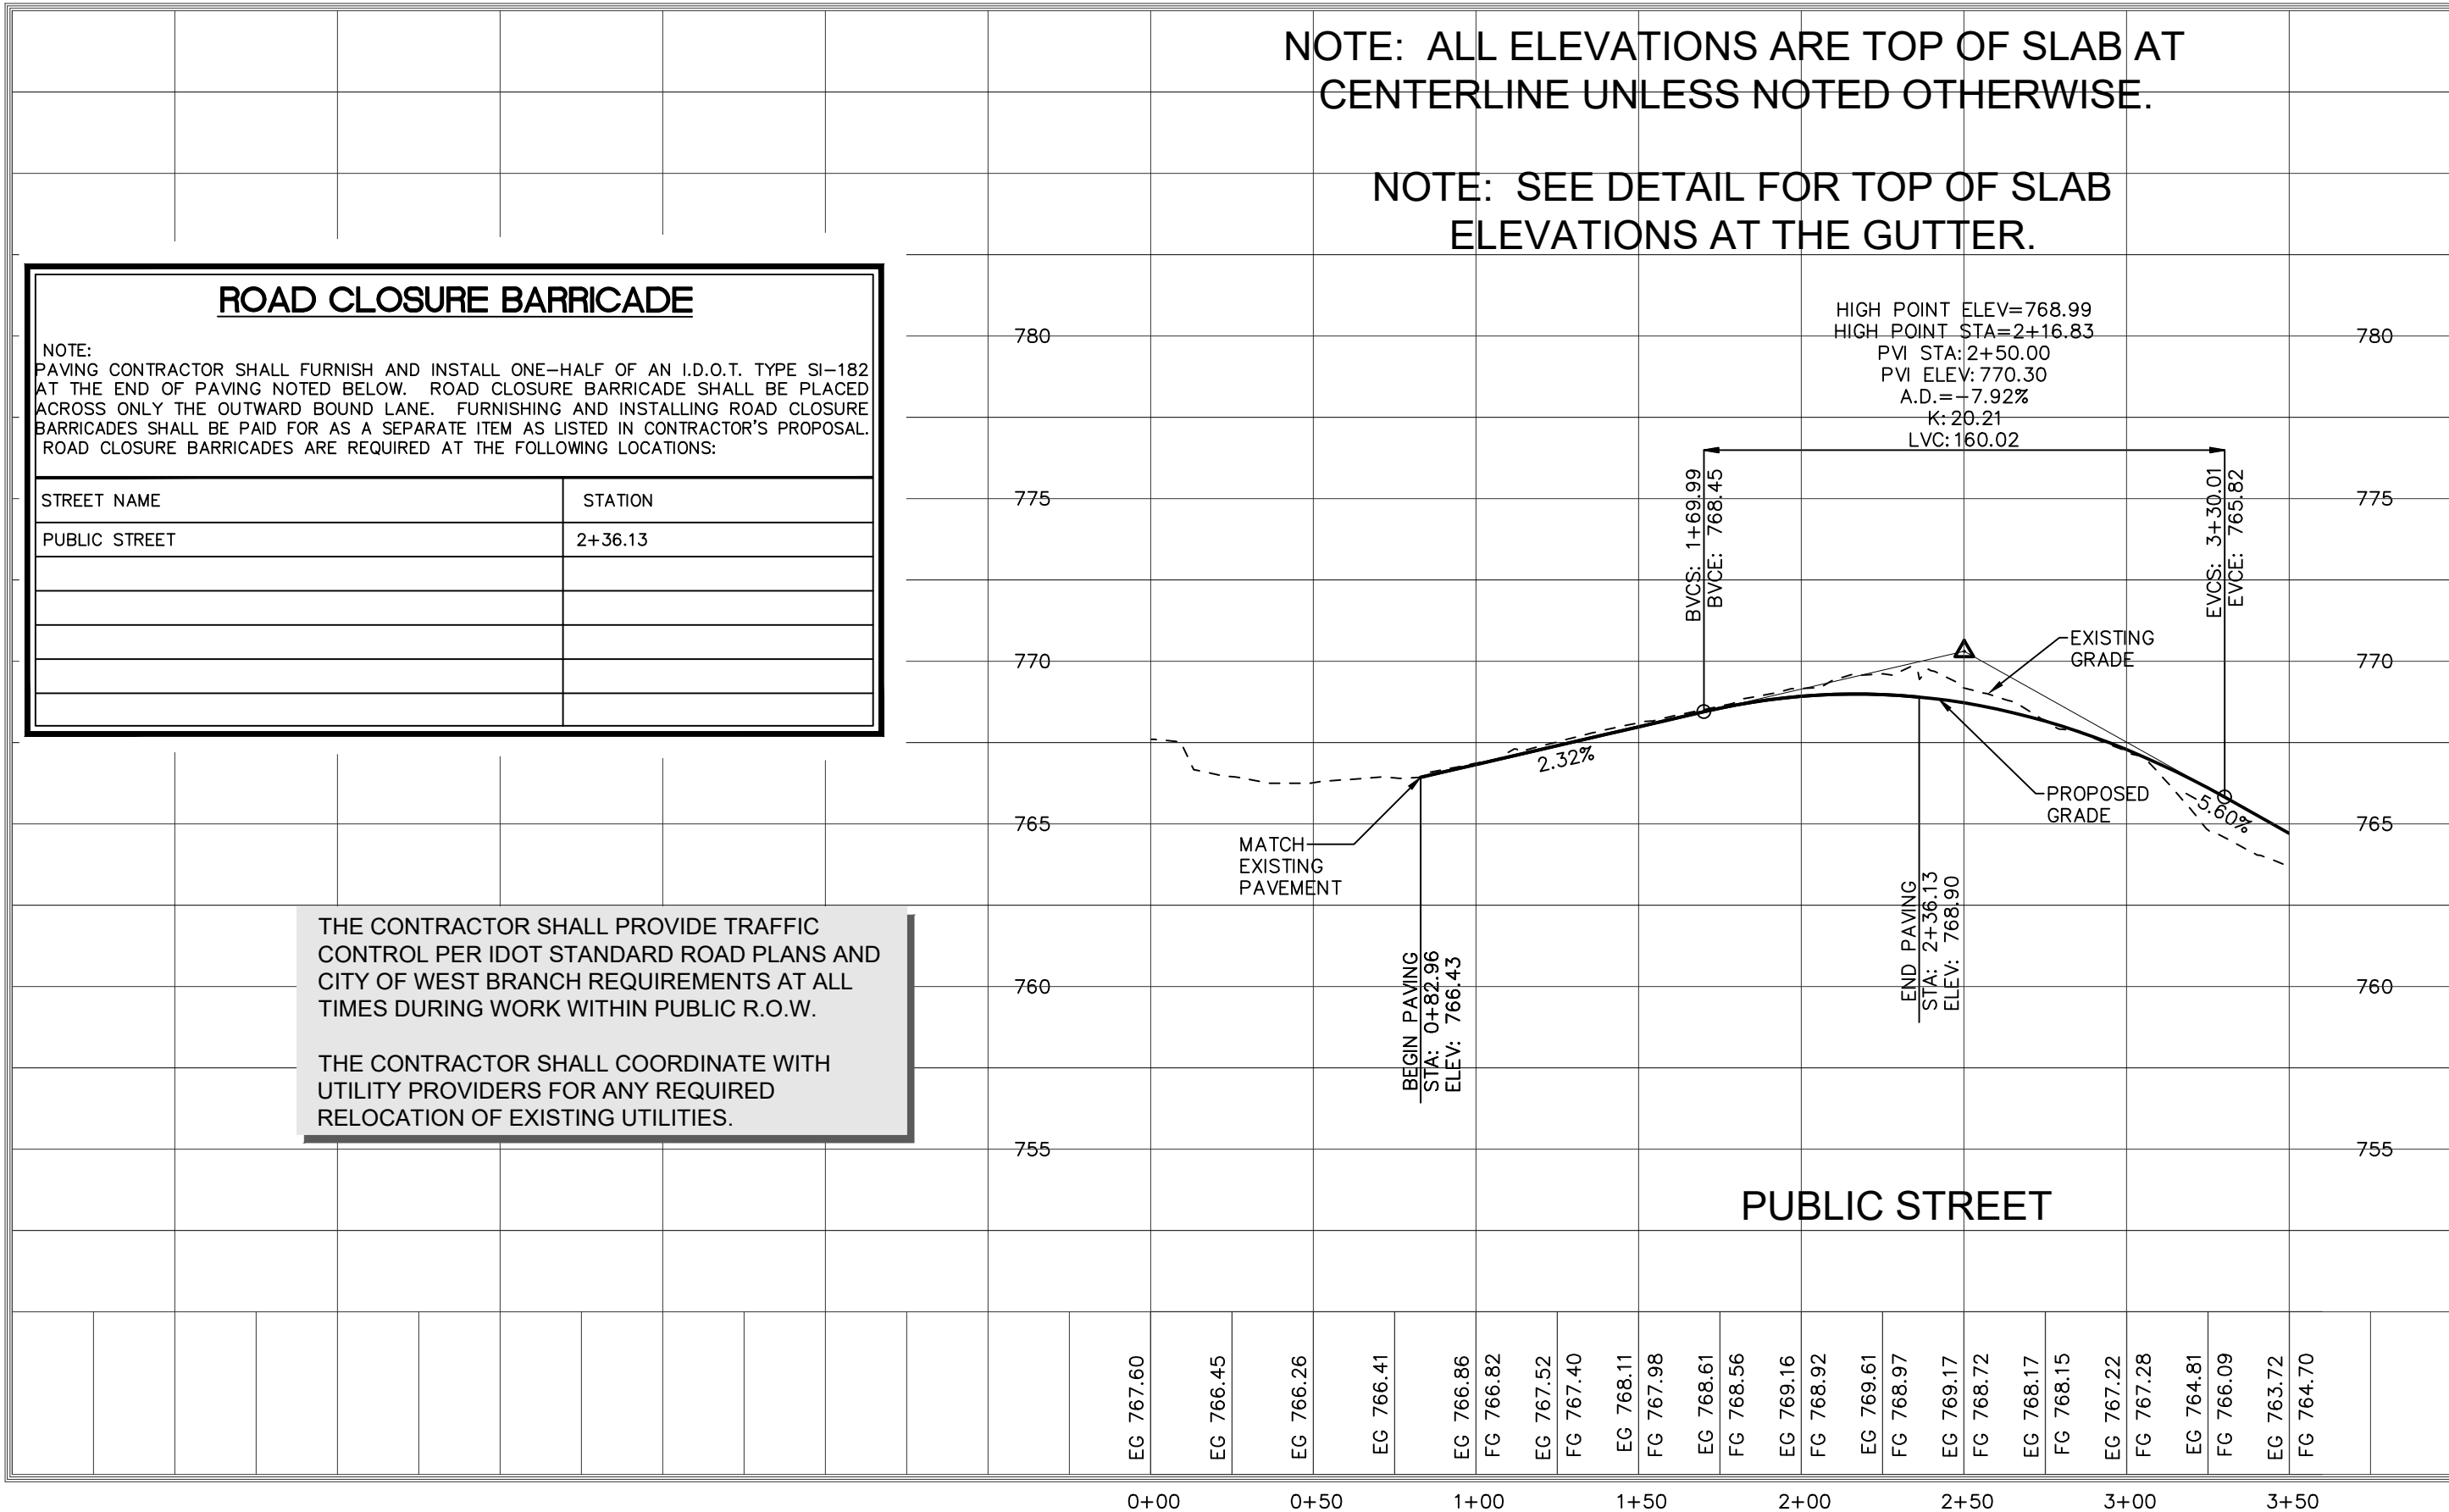 NOTE: ALL ELEVATIONS ARE TOP OF SLAB AT
CENTERLINE UNLESS NOTED OTHERWISE.
NOTE: SEE DETAIL FOR TOP OF SLAB
ELEVATIONS AT THE GUTTER.
ROAD CLOSURE BARRICADE
NOTE:
PAVING CONTRACTOR SHALL FURNISH AND INSTALL ONE-HALF OF AN I.D.O.T. TYPE SI-182
AT THE END OF PAVING NOTED BELOW. ROAD CLOSURE BARRICADE SHALL BE PLACED
ACROSS ONLY THE OUTWARD BOUND LANE. FURNISHING AND INSTALLING ROAD CLOSURE
BARRICADES SHALL BE PAID FOR AS A SEPARATE ITEM AS LISTED IN CONTRACTOR'S PROPOSAL.
ROAD CLOSURE BARRICADES ARE REQUIRED AT THE FOLLOWING LOCATIONS:
STREET NAME STATION
PUBLIC STREET 2+36.13
THE CONTRACTOR SHALL PROVIDE TRAFFIC
CONTROL PER IDOT STANDARD ROAD PLANS AND
CITY OF WEST BRANCH REQUIREMENTS AT ALL
TIMES DURING WORK WITHIN PUBLIC R.O.W.
THE CONTRACTOR SHALL COORDINATE WITH
UTILITY PROVIDERS FOR ANY REQUIRED
RELOCATION OF EXISTING UTILITIES.
HIGH POINT ELEV=768.99
HIGH POINT STA=2+16.83
PVI STA: 2+50.00
PVI ELEV: 770.30
A.D.=-7.92%
K: 20.21
LVC: 160.02
780 780
775 775
770 770
765 765
760 760
755 755
BVCS: 1+69.99
BVCE: 768.45
EVCS: 3+30.01
EVCE: 765.82
EXISTING
GRADE
2.32%
PROPOSED
GRADE
-5.60%
MATCH
EXISTING
PAVEMENT
BEGIN PAVING
STA: 0+82.96
ELEV: 766.43
END PAVING
STA: 2+36.13
ELEV: 768.90
PUBLIC STREET
EG 767.60
EG 766.45
EG 766.26
EG 766.41
EG 766.86
FG 766.82
EG 767.52
FG 767.40
EG 768.11
FG 767.98
EG 768.61
FG 768.56
EG 769.16
FG 768.92
EG 769.61
FG 768.97
EG 769.17
FG 768.72
EG 768.17
FG 768.15
EG 767.22
FG 767.28
EG 764.81
FG 766.09
EG 763.72
FG 764.70
0+00 0+50 1+00 1+50 2+00 2+50 3+00 3+50